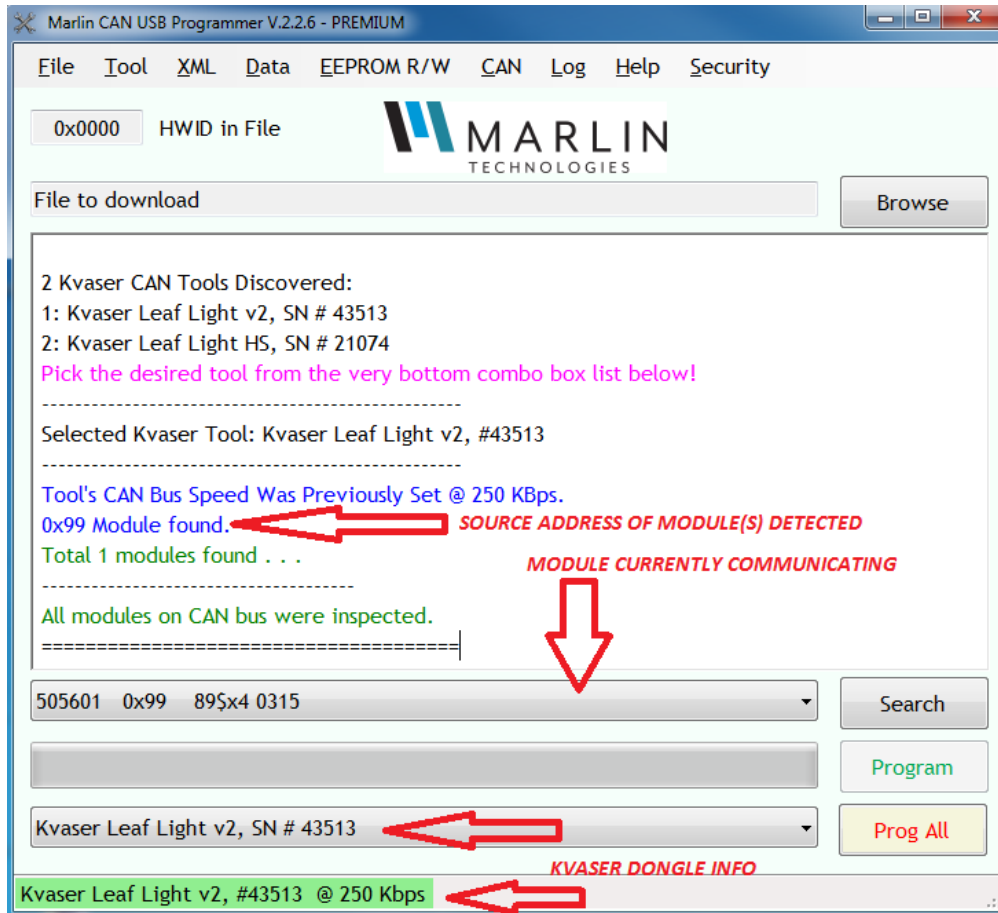 Marlin CAN USB Programmer V.2.2.6 - PREMIUM
File Tool XML Data EEPROM R/W CAN Log Help Security
0x0000 HWID in File
MARLIN
TECHNOLOGIES
File to download Browse
2 Kvaser CAN Tools Discovered:
1: Kvaser Leaf Light v2, SN # 43513
2: Kvaser Leaf Light HS, SN # 21074
Pick the desired tool from the very bottom combo box list below!
--------------------------------------------------
Selected Kvaser Tool: Kvaser Leaf Light v2, #43513
--------------------------------------------------
Tool's CAN Bus Speed Was Previously Set @ 250 KBps.
0x99 Module found. SOURCE ADDRESS OF MODULE(S) DETECTED
Total 1 modules found . . .
MODULE CURRENTLY COMMUNICATING
-------------------------------------
All modules on CAN bus were inspected.
======================================
505601 0x99 89$x4 0315 Search
Program
Kvaser Leaf Light v2, SN # 43513 Prog All
KVASER DONGLE INFO
Kvaser Leaf Light v2, #43513 @ 250 Kbps